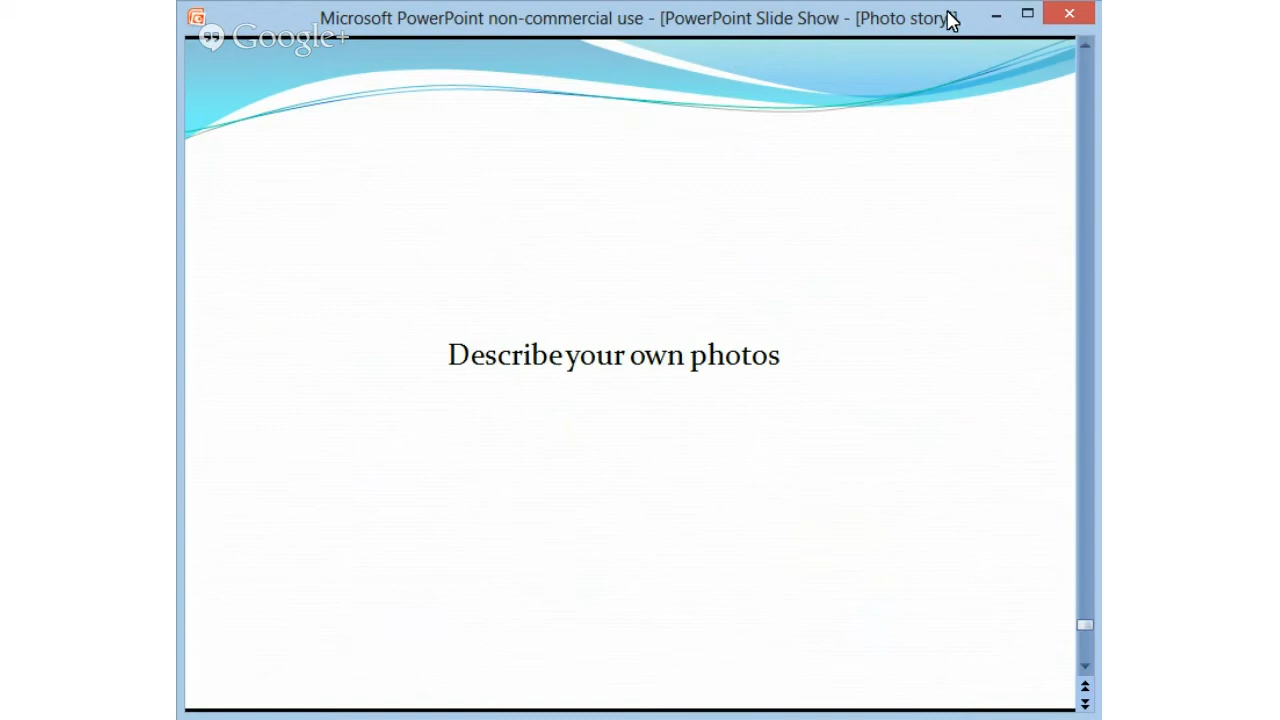 Microsoft PowerPoint non-commercial use - [PowerPoint Slide Show - [Photo story]
Google+
Describe your own photos